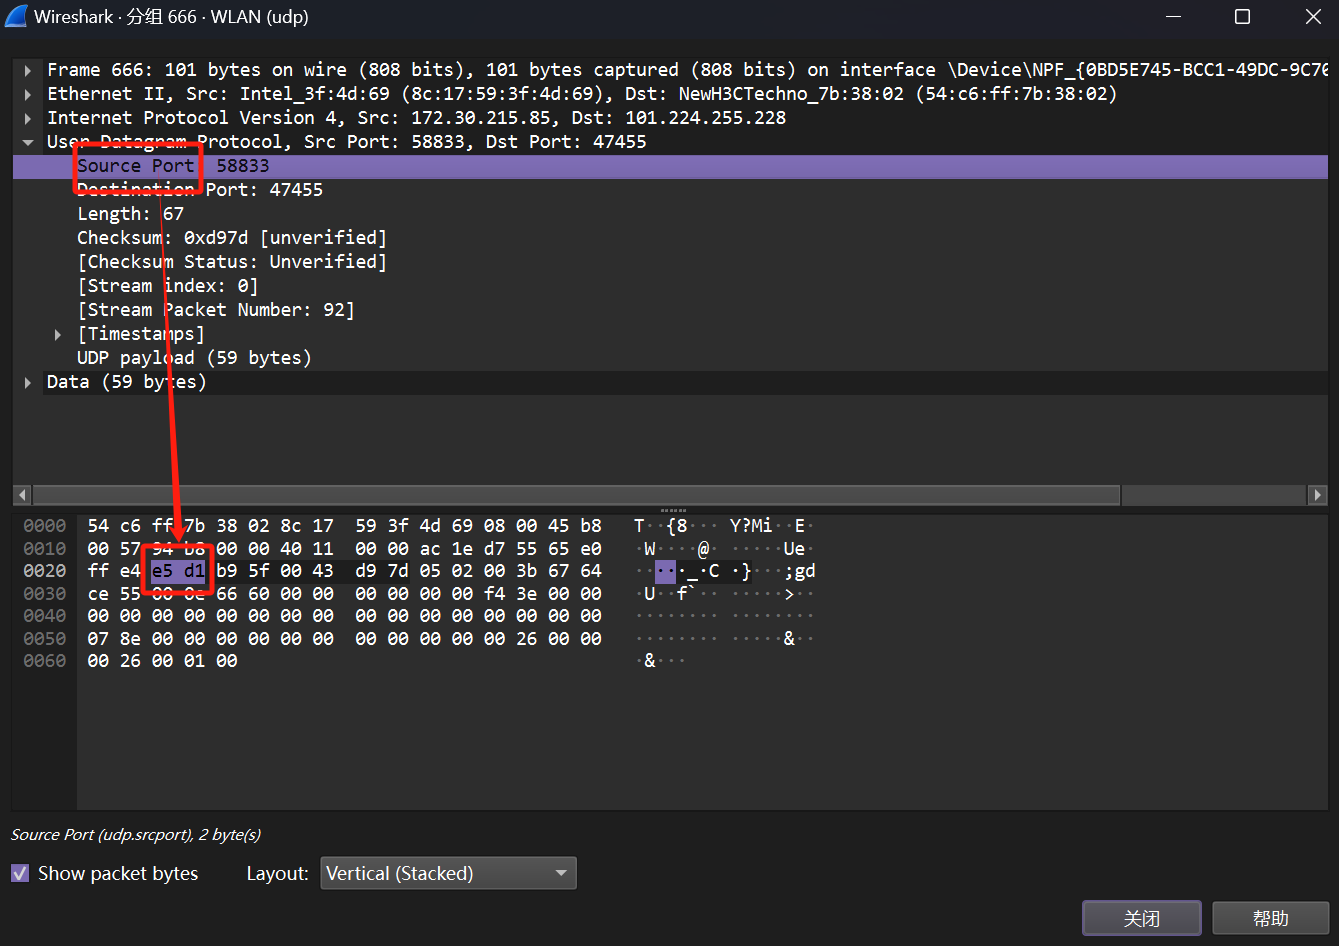 Wireshark · 分组 666 · WLAN (udp)
Frame 666: 101 bytes on wire (808 bits), 101 bytes captured (808 bits) on interface \Device\NPF_{0BD5E745-BCC1-49DC-9C70
Ethernet II, Src: Intel_3f:4d:69 (8c:17:59:3f:4d:69), Dst: NewH3CTechno_7b:38:02 (54:c6:ff:7b:38:02)
Internet Protocol Version 4, Src: 172.30.215.85, Dst: 101.224.255.228
User Datagram Protocol, Src Port: 58833, Dst Port: 47455
Source Port 58833
Destination Port: 47455
Length: 67
Checksum: 0xd97d [unverified]
[Checksum Status: Unverified]
[Stream index: 0]
[Stream Packet Number: 92]
[Timestamps]
UDP payload (59 bytes)
Data (59 bytes)
0000 54 c6 ff 7b 38 02 8c 17 59 3f 4d 69 08 00 45 b8 T··{8··· Y?Mi··E·
0010 00 57 94 b8 00 00 40 11 00 00 ac 1e d7 55 65 e0 ·W····@· ·····Ue·
0020 ff e4 e5 d1 b9 5f 00 43 d9 7d 05 02 00 3b 67 64 ·····_·C ·}···;gd
0030 ce 55 00 0e 66 60 00 00 00 00 00 00 f4 3e 00 00 ·U··f`·· ·····>··
0040 00 00 00 00 00 00 00 00 00 00 00 00 00 00 00 00 ········ ········
0050 07 8e 00 00 00 00 00 00 00 00 00 00 00 26 00 00 ········ ·····&··
0060 00 26 00 01 00 ·&···
Source Port (udp.srcport), 2 byte(s)
Show packet bytes Layout: Vertical (Stacked)
关闭 帮助